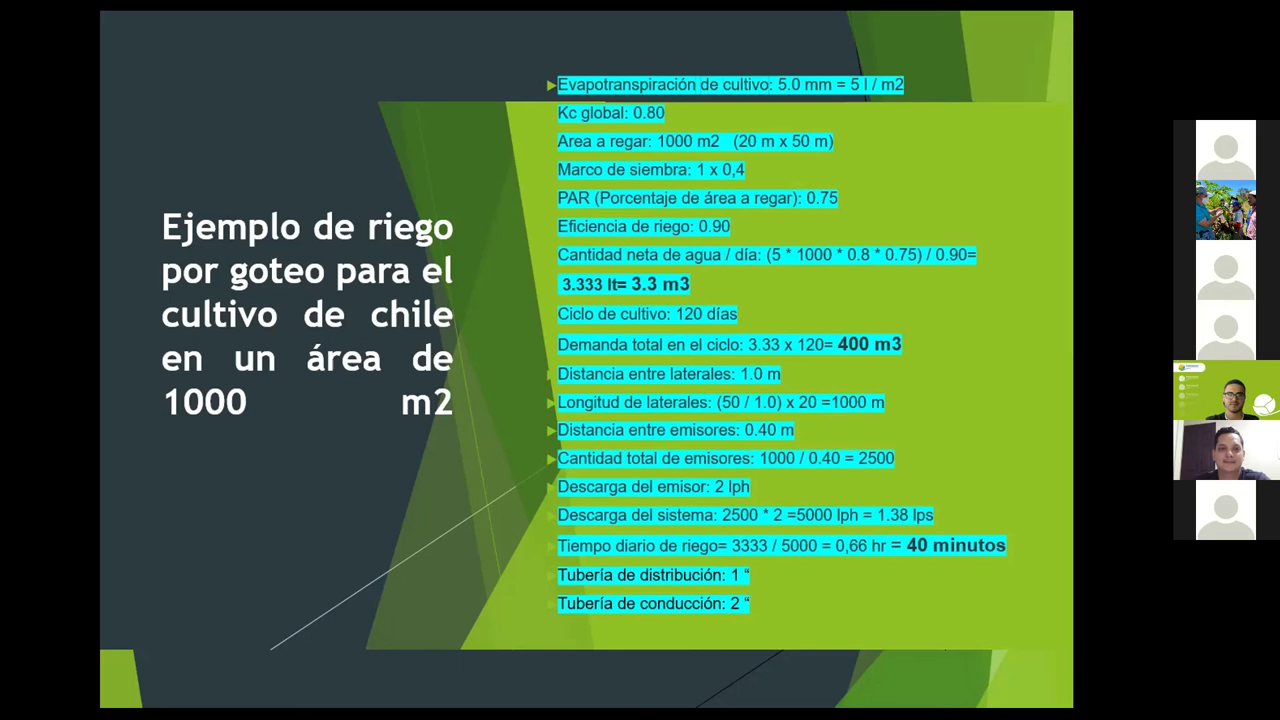 Ejemplo de riego
por goteo para el
cultivo de chile
en un área de
1000 m2
Evapotranspiración de cultivo: 5.0 mm = 5 l / m2
Kc global: 0.80
Area a regar: 1000 m2 (20 m x 50 m)
Marco de siembra: 1 x 0,4
PAR (Porcentaje de área a regar): 0.75
Eficiencia de riego: 0.90
Cantidad neta de agua / día: (5 * 1000 * 0.8 * 0.75) / 0.90=
3.333 lt= 3.3 m3
Ciclo de cultivo: 120 días
Demanda total en el ciclo: 3.33 x 120= 400 m3
Distancia entre laterales: 1.0 m
Longitud de laterales: (50 / 1.0) x 20 =1000 m
Distancia entre emisores: 0.40 m
Cantidad total de emisores: 1000 / 0.40 = 2500
Descarga del emisor: 2 lph
Descarga del sistema: 2500 * 2 =5000 lph = 1.38 lps
Tiempo diario de riego= 3333 / 5000 = 0,66 hr = 40 minutos
Tubería de distribución: 1 “
Tubería de conducción: 2 “